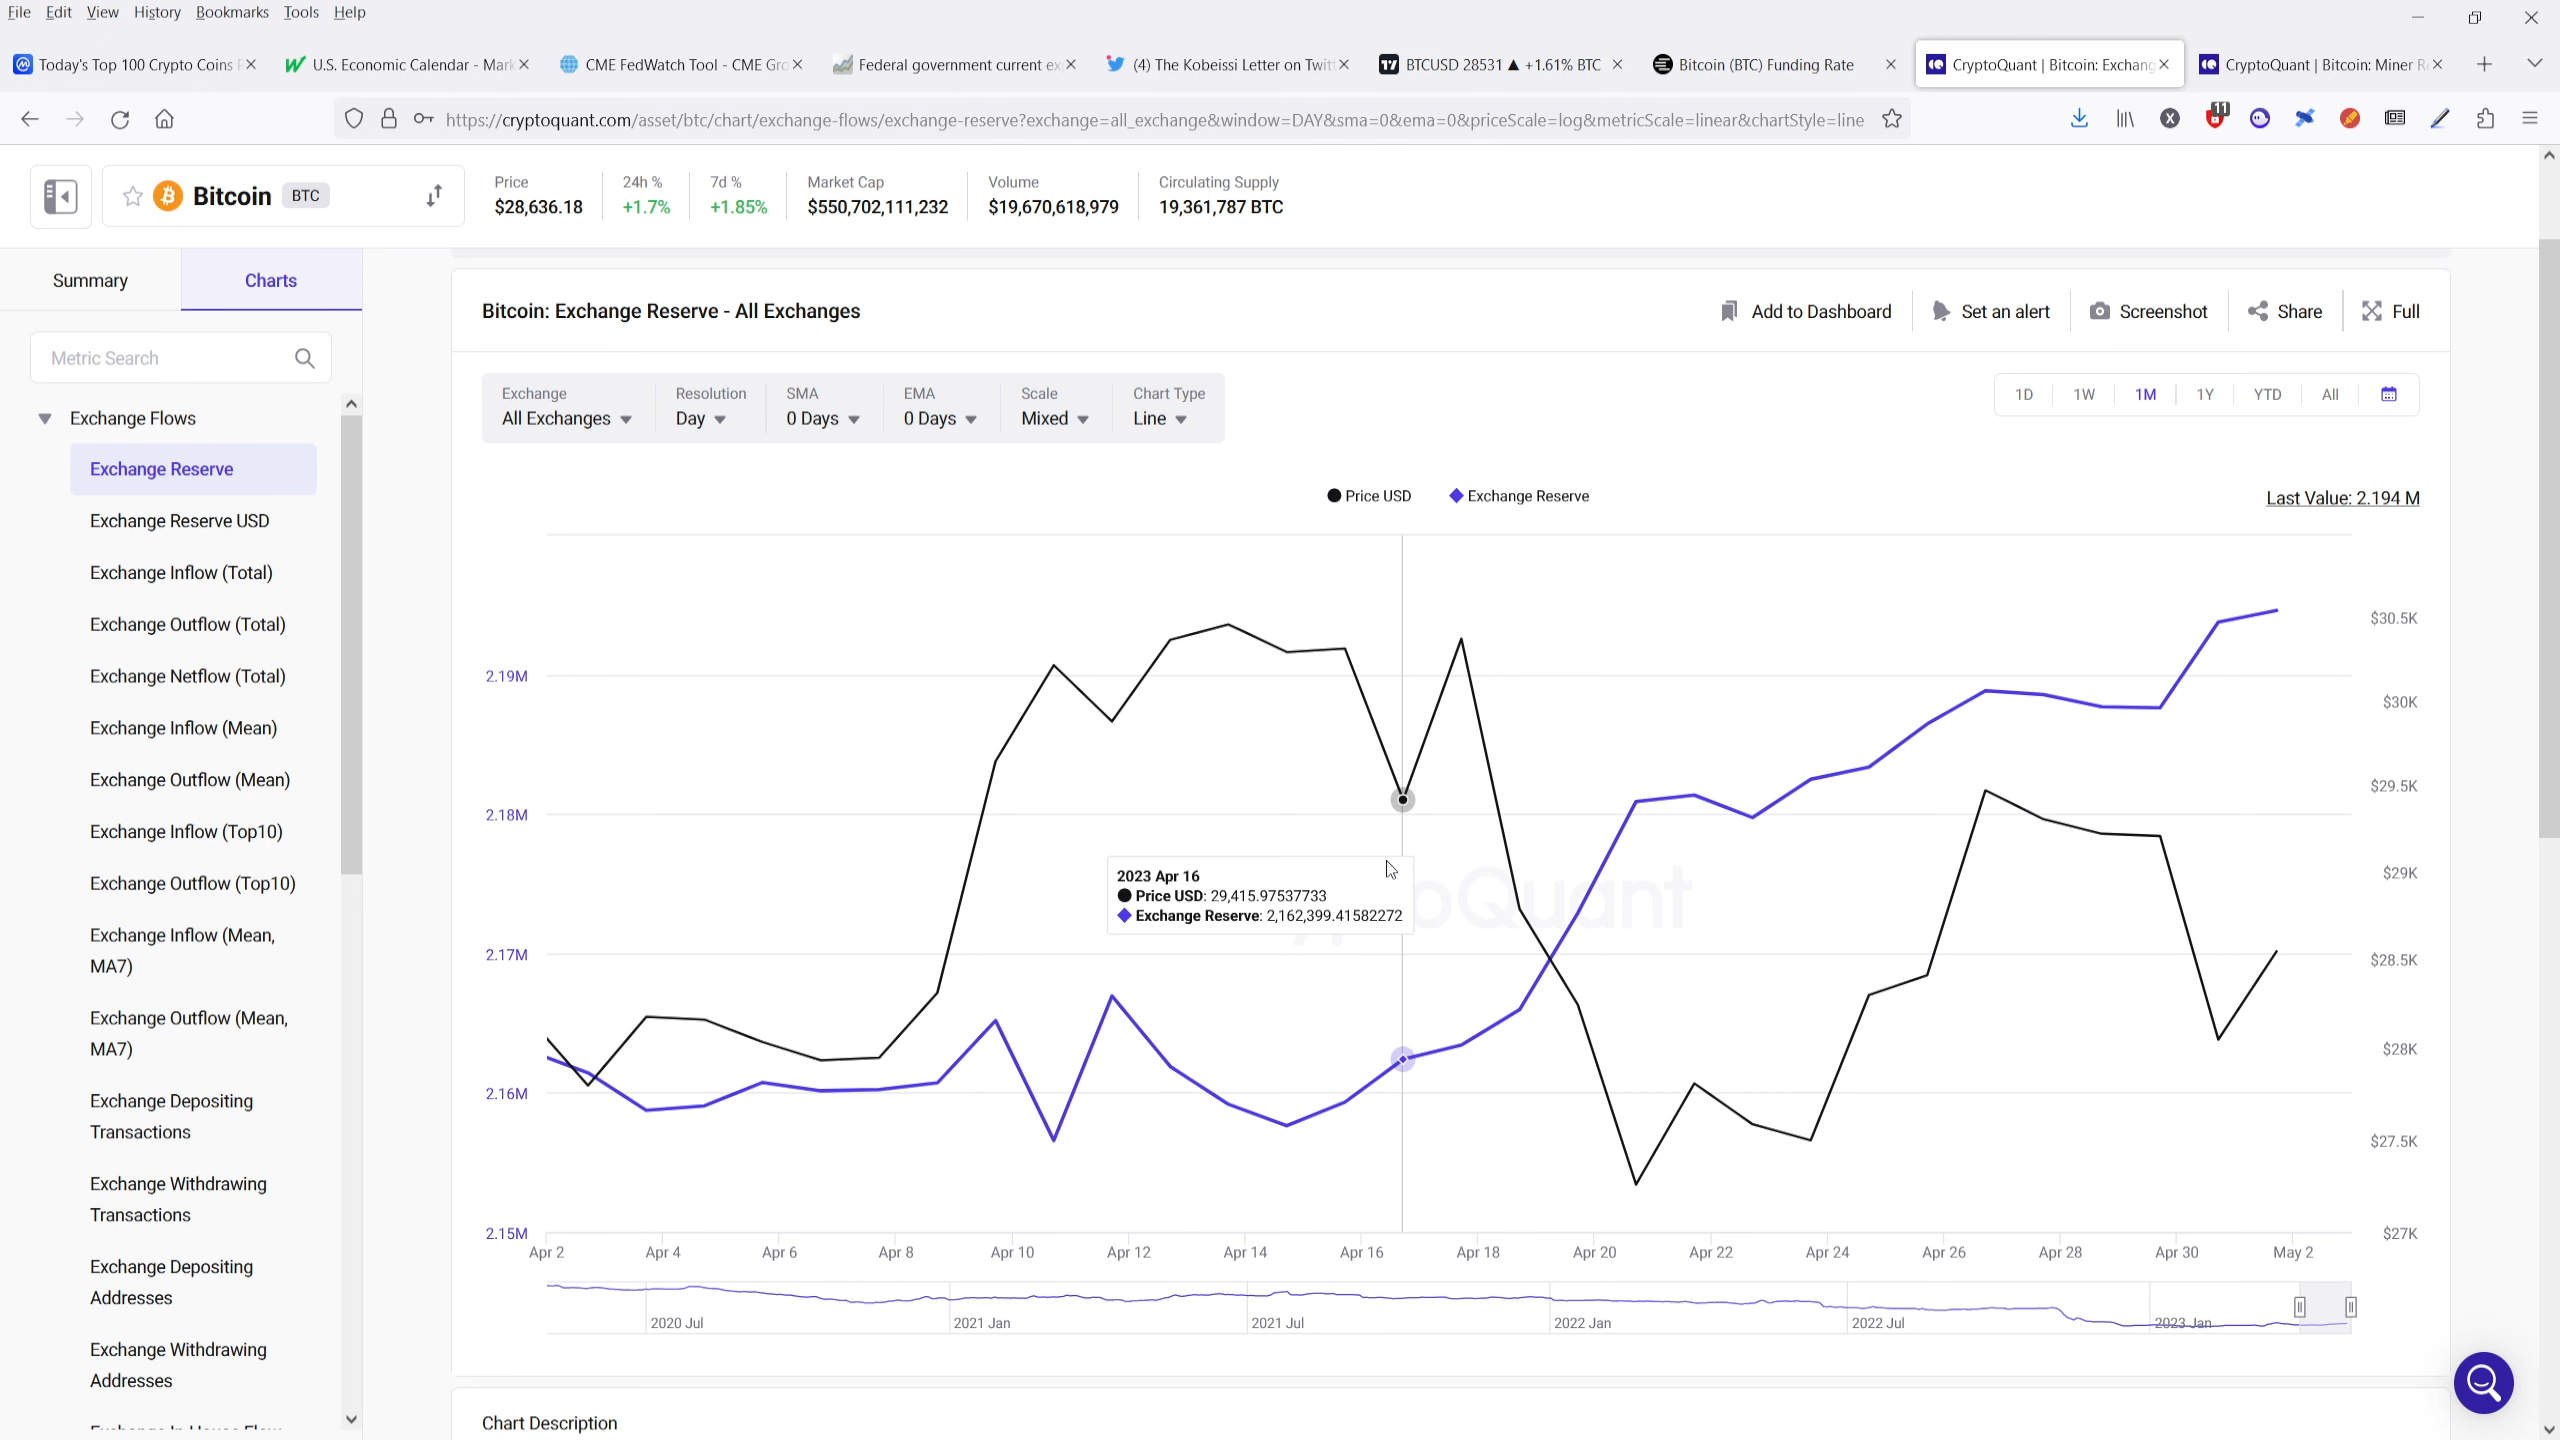 File Edit View History Bookmarks Tools Help
Today's Top 100 Crypto Coins
U.S. Economic Calendar - Mark
CME FedWatch Tool - CME Gro
Federal government current ex
(4) The Kobeissi Letter on Twitt
BTCUSD 28531 ▲ +1.61% BTC
Bitcoin (BTC) Funding Rate
CryptoQuant | Bitcoin: Exchang
CryptoQuant | Bitcoin: Miner R
https://cryptoquant.com/asset/btc/chart/exchange-flows/exchange-reserve?exchange=all_exchange&window=DAY&sma=0&ema=0&priceScale=log&metricScale=linear&chartStyle=line
11
Bitcoin BTC
Price 24h % 7d % Market Cap Volume Circulating Supply
$28,636.18 +1.7% +1.85% $550,702,111,232 $19,670,618,979 19,361,787 BTC
Summary Charts
Metric Search
Exchange Flows
Exchange Reserve
Exchange Reserve USD
Exchange Inflow (Total)
Exchange Outflow (Total)
Exchange Netflow (Total)
Exchange Inflow (Mean)
Exchange Outflow (Mean)
Exchange Inflow (Top10)
Exchange Outflow (Top10)
Exchange Inflow (Mean,
MA7)
Exchange Outflow (Mean,
MA7)
Exchange Depositing
Transactions
Exchange Withdrawing
Transactions
Exchange Depositing
Addresses
Exchange Withdrawing
Addresses
Bitcoin: Exchange Reserve - All Exchanges
Add to Dashboard Set an alert Screenshot Share Full
Exchange Resolution SMA EMA Scale Chart Type
All Exchanges Day 0 Days 0 Days Mixed Line
1D 1W 1M 1Y YTD All
Price USD Exchange Reserve
Last Value: 2.194 M
2.19M
2.18M
2.17M
2.16M
2.15M
$30.5K
$30K
$29.5K
$29K
$28.5K
$28K
$27.5K
$27K
2023 Apr 16
Price USD: 29,415.97537733
Exchange Reserve: 2,162,399.41582272
oQuant
Apr 2 Apr 4 Apr 6 Apr 8 Apr 10 Apr 12 Apr 14 Apr 16 Apr 18 Apr 20 Apr 22 Apr 24 Apr 26 Apr 28 Apr 30 May 2
2020 Jul 2021 Jan 2021 Jul 2022 Jan 2022 Jul 2023 Jan
Chart Description